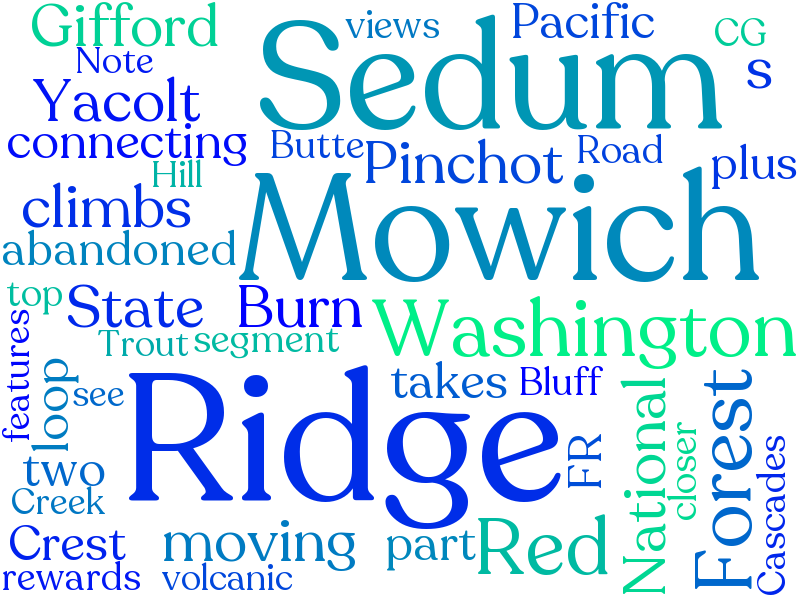 Gifford
views
Pacific
CG
Note
Sedum
s
Yacolt
connecting
Butte
Pinchot
Road
plus
Hill
climbs
Mowich
abandoned
top
State
Burn
Washington
features
Trout
segment
loop
see
Ridge
takes
Bluff
National
Forest
closer
FR
Cascades
two
Creek
Crest
moving
part
Red
rewards
volcanic